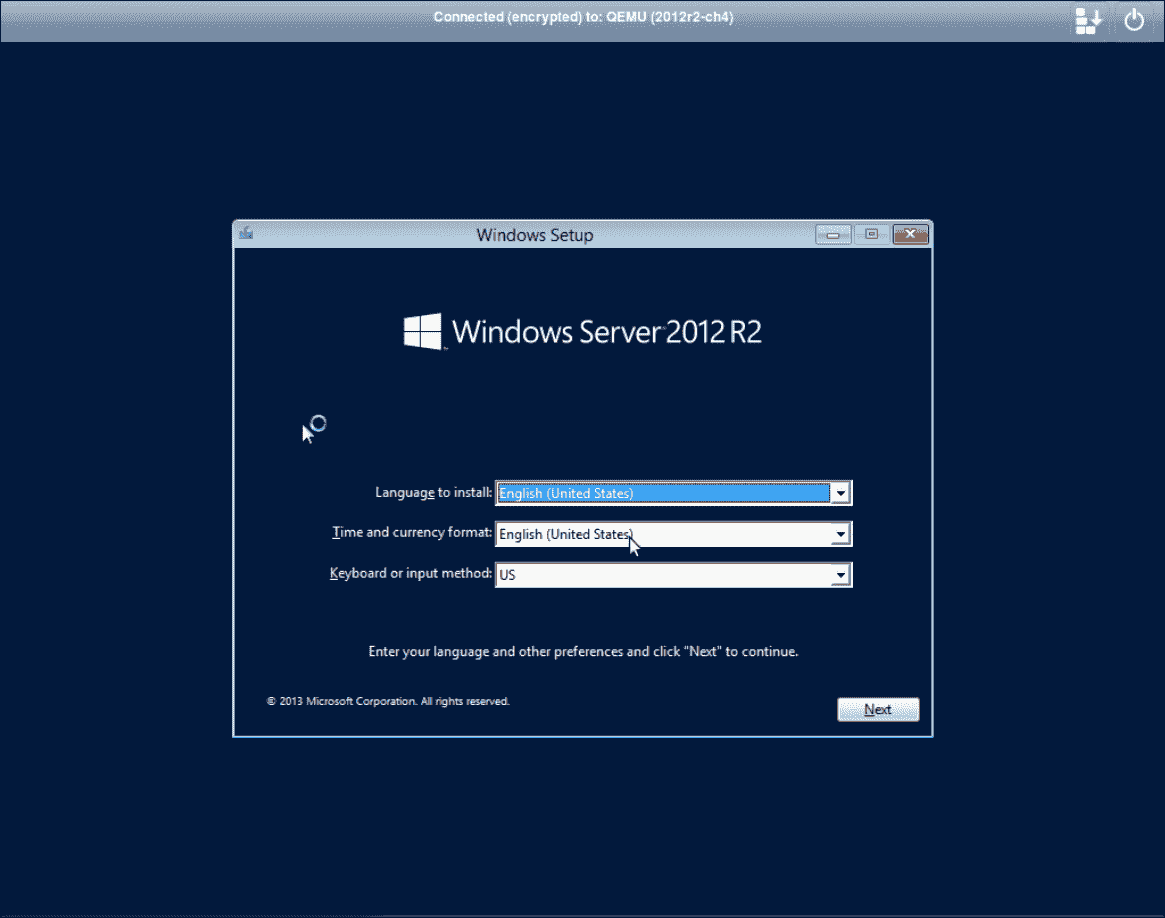 Connected (encrypted) to: QEMU (2012r2-ch4)
Windows Setup
Windows Server 2012 R2
Language to install: English (United States)
Time and currency format: English (United States)
Keyboard or input method: US
Enter your language and other preferences and click "Next" to continue.
© 2013 Microsoft Corporation. All rights reserved.
Next